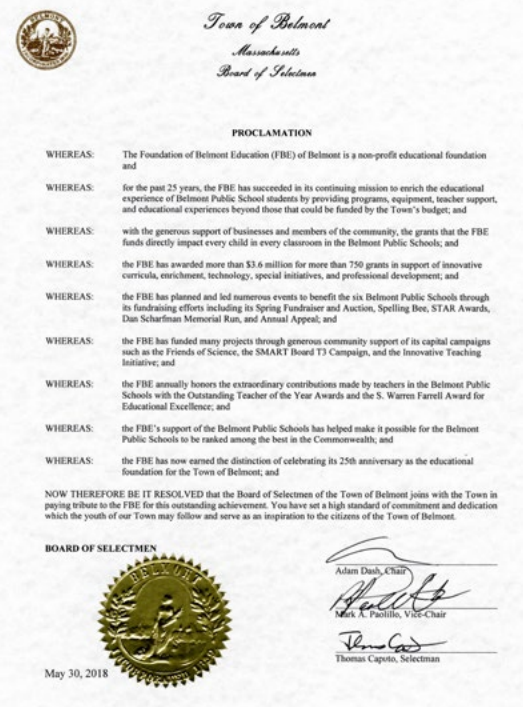 BELMONT
Town of Belmont
Massachusetts
Board of Selectmen
PROCLAMATION
WHEREAS: The Foundation of Belmont Education (FBE) of Belmont is a non-profit educational foundation
and
WHEREAS: for the past 25 years, the FBE has succeeded in its continuing mission to enrich the educational
experience of Belmont Public School students by providing programs, equipment, teacher support,
and educational experiences beyond those that could be funded by the Town's budget; and
WHEREAS: with the generous support of businesses and members of the community, the grants that the FBE
funds directly impact every child in every classroom in the Belmont Public Schools; and
WHEREAS: the FBE has awarded more than $3.6 million for more than 750 grants in support of innovative
curricula, enrichment, technology, special initiatives, and professional development; and
WHEREAS: the FBE has planned and led numerous events to benefit the six Belmont Public Schools through
its fundraising efforts including its Spring Fundraiser and Auction, Spelling Bee, STAR Awards,
Dan Scharfman Memorial Run, and Annual Appeal; and
WHEREAS: the FBE has funded many projects through generous community support of its capital campaigns
such as the Friends of Science, the SMART Board T3 Campaign, and the Innovative Teaching
Initiative; and
WHEREAS: the FBE annually honors the extraordinary contributions made by teachers in the Belmont Public
Schools with the Outstanding Teacher of the Year Awards and the S. Warren Farrell Award for
Educational Excellence; and
WHEREAS: the FBE's support of the Belmont Public Schools has helped make it possible for the Belmont
Public Schools to be ranked among the best in the Commonwealth; and
WHEREAS: the FBE has now earned the distinction of celebrating its 25th anniversary as the educational
foundation for the Town of Belmont; and
NOW THEREFORE BE IT RESOLVED that the Board of Selectmen of the Town of Belmont joins with the Town in
paying tribute to the FBE for this outstanding achievement. You have set a high standard of commitment and dedication
which the youth of our Town may follow and serve as an inspiration to the citizens of the Town of Belmont.
BOARD OF SELECTMEN
BELMONT
Adam Dash, Chair
Mark A. Paolillo, Vice-Chair
Thomas Caputo, Selectman
May 30, 2018